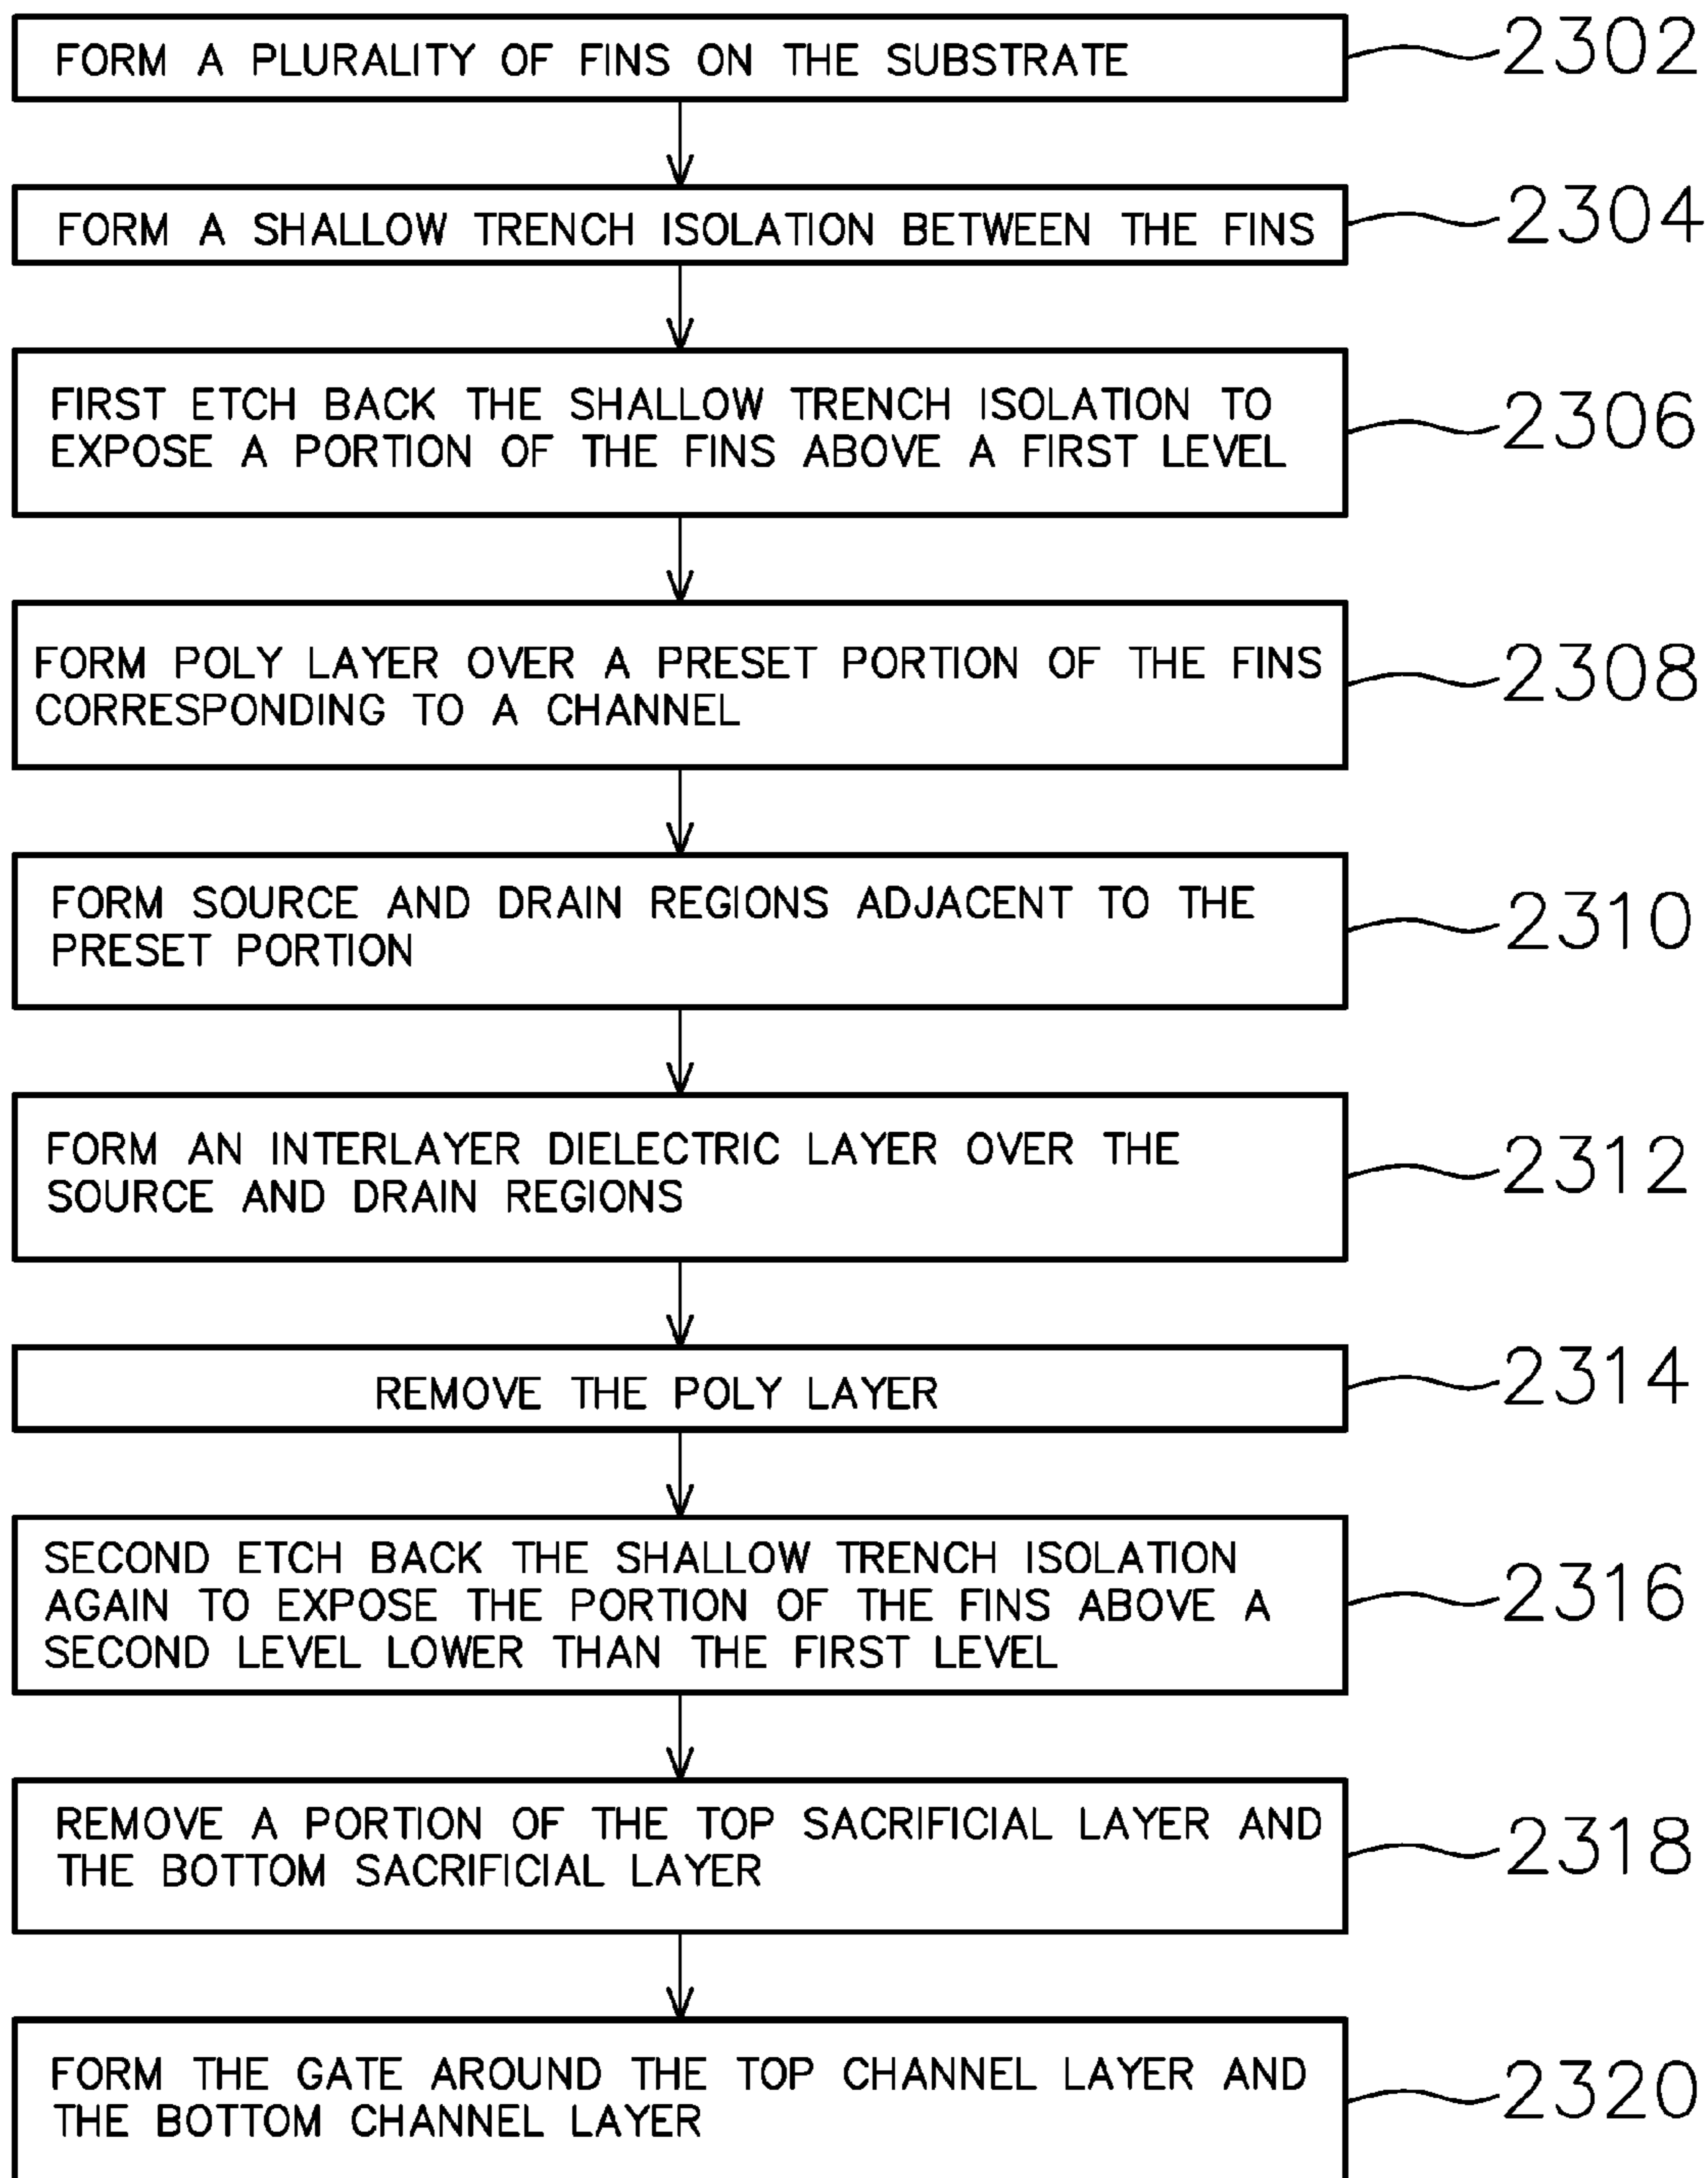 FORM A PLURALITY OF FINS ON THE SUBSTRATE
2302
FORM A SHALLOW TRENCH ISOLATION BETWEEN THE FINS
2304
FIRST ETCH BACK THE SHALLOW TRENCH ISOLATION TO
EXPOSE A PORTION OF THE FINS ABOVE A FIRST LEVEL
2306
FORM POLY LAYER OVER A PRESET PORTION OF THE FINS
CORRESPONDING TO A CHANNEL
2308
FORM SOURCE AND DRAIN REGIONS ADJACENT TO THE
PRESET PORTION
2310
FORM AN INTERLAYER DIELECTRIC LAYER OVER THE
SOURCE AND DRAIN REGIONS
2312
REMOVE THE POLY LAYER
2314
SECOND ETCH BACK THE SHALLOW TRENCH ISOLATION
AGAIN TO EXPOSE THE PORTION OF THE FINS ABOVE A
SECOND LEVEL LOWER THAN THE FIRST LEVEL
2316
REMOVE A PORTION OF THE TOP SACRIFICIAL LAYER AND
THE BOTTOM SACRIFICIAL LAYER
2318
FORM THE GATE AROUND THE TOP CHANNEL LAYER AND
THE BOTTOM CHANNEL LAYER
2320